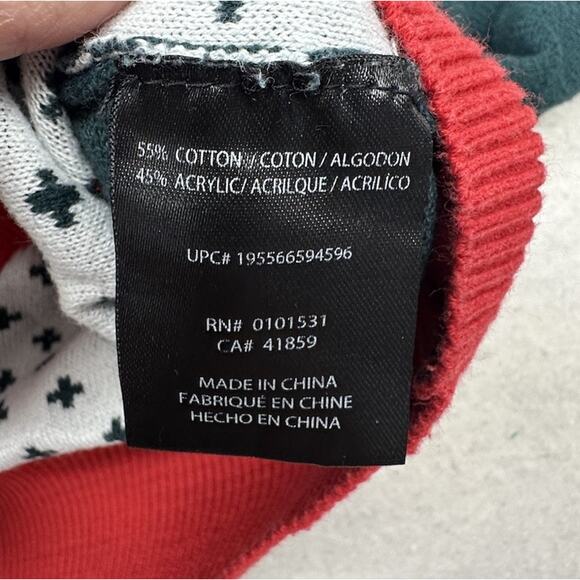 55% COTTON / COTON / ALGODON
45% ACRYLIC / ACRILQUE / ACRILÍCO
UPC# 195566594596
RN# 0101531
CA# 41859
MADE IN CHINA
FABRIQUÉ EN CHINE
HECHO EN CHINA